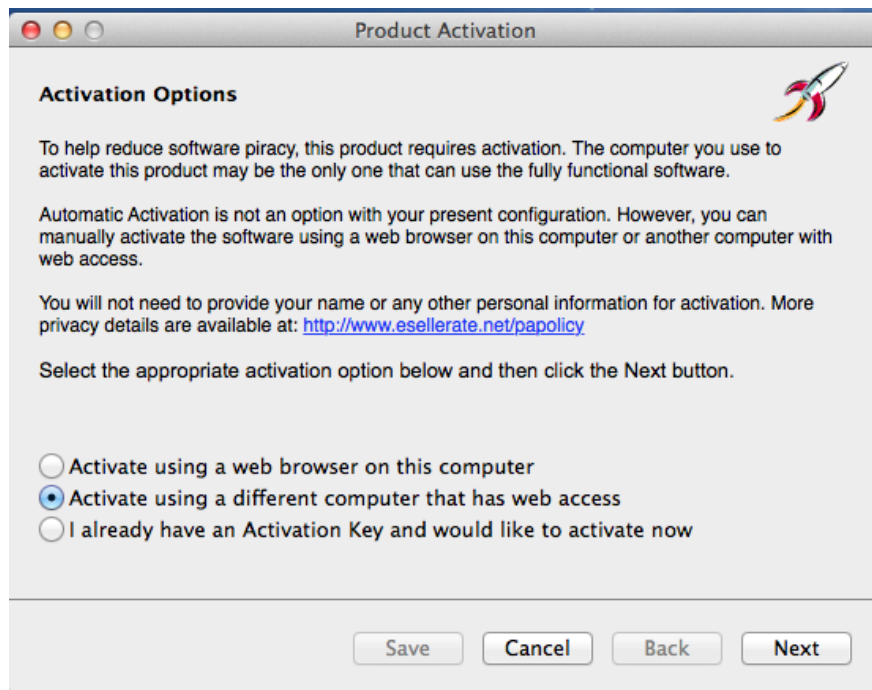 Product Activation
Activation Options
To help reduce software piracy, this product requires activation. The computer you use to
activate this product may be the only one that can use the fully functional software.
Automatic Activation is not an option with your present configuration. However, you can
manually activate the software using a web browser on this computer or another computer with
web access.
You will not need to provide your name or any other personal information for activation. More
privacy details are available at: http://www.esellerate.net/papolicy
Select the appropriate activation option below and then click the Next button.
Activate using a web browser on this computer
Activate using a different computer that has web access
I already have an Activation Key and would like to activate now
Save Cancel Back Next